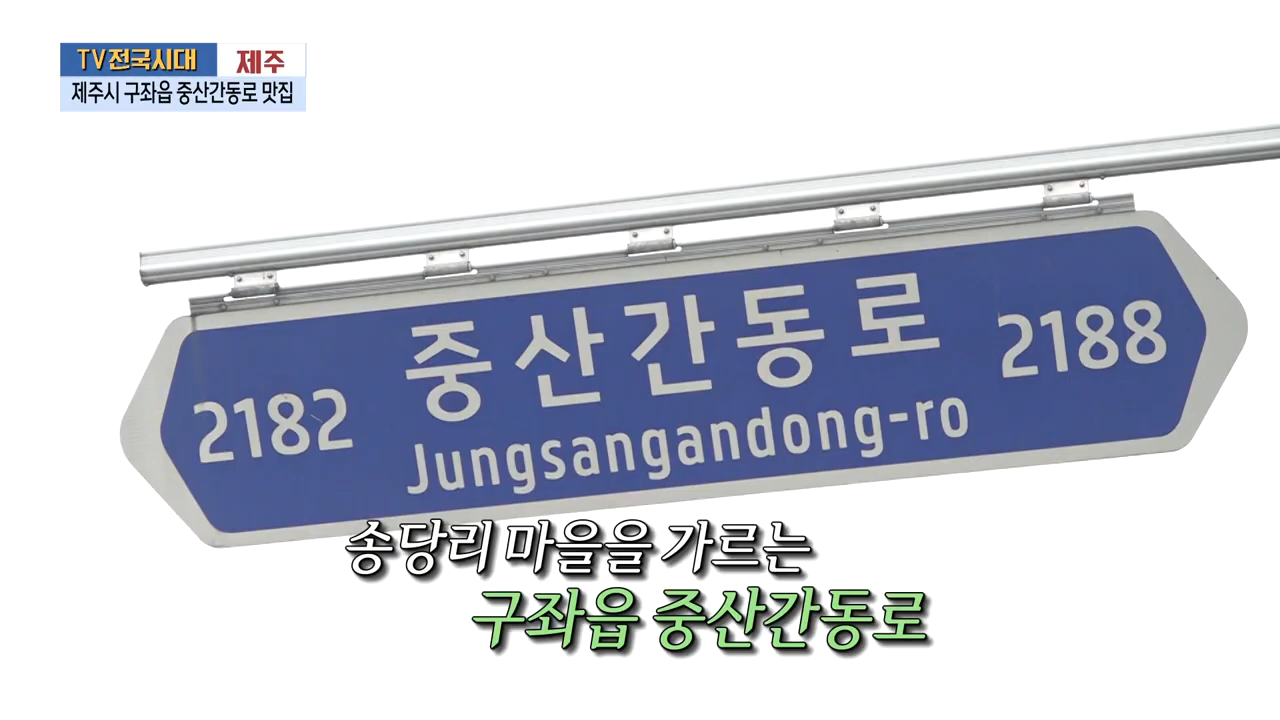 TV전국시대 제주
제주시 구좌읍 중산간동로 맛집
2182 중산간동로 2188
Jungsangandong-ro
송당리 마을을 가르는
구좌읍 중산간동로